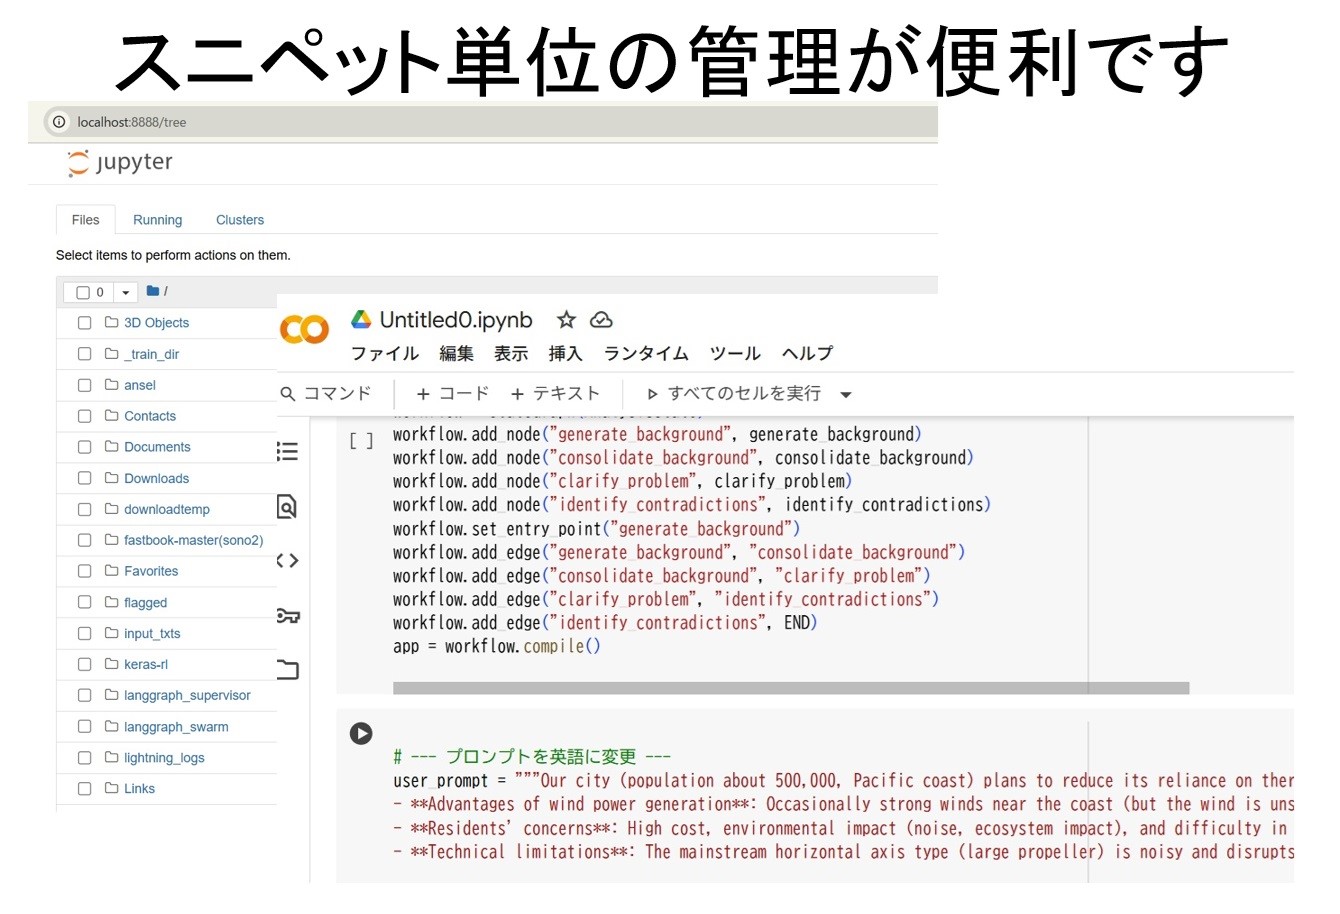 スニペット単位の管理が便利です
localhost:8888/tree
jupyter
Files Running Clusters
Select items to perform actions on them.
0 /
3D Objects
_train_dir
ansel
Contacts
Documents
Downloads
downloadtemp
fastbook-master(sono2)
Favorites
flagged
input_txts
keras-rl
langgraph_supervisor
langgraph_swarm
lightning_logs
Links
Untitled0.ipynb
ファイル 編集 表示 挿入 ランタイム ツール ヘルプ
コマンド + コード + テキスト すべてのセルを実行
[ ]
workflow.add_node("generate_background", generate_background)
workflow.add_node("consolidate_background", consolidate_background)
workflow.add_node("clarify_problem", clarify_problem)
workflow.add_node("identify_contradictions", identify_contradictions)
workflow.set_entry_point("generate_background")
workflow.add_edge("generate_background", "consolidate_background")
workflow.add_edge("consolidate_background", "clarify_problem")
workflow.add_edge("clarify_problem", "identify_contradictions")
workflow.add_edge("identify_contradictions", END)
app = workflow.compile()
# --- プロンプトを英語に変更 ---
user_prompt = """Our city (population about 500,000, Pacific coast) plans to reduce its reliance on ther
- **Advantages of wind power generation**: Occasionally strong winds near the coast (but the wind is uns
- **Residents' concerns**: High cost, environmental impact (noise, ecosystem impact), and difficulty in
- **Technical limitations**: The mainstream horizontal axis type (large propeller) is noisy and disrupts